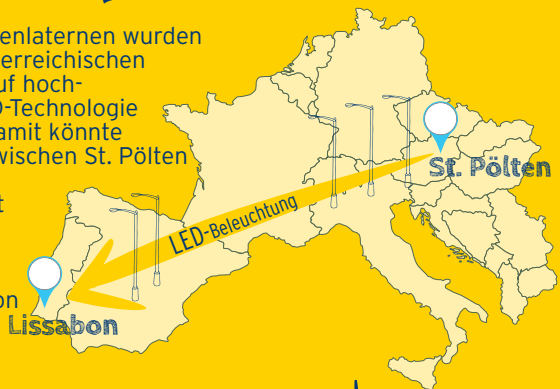 enlaternen wurden
erreichischen
uf hoch-
-Technologie
amit könnte
wischen St. Pölten
t
on
St. Pölten
LED-Beleuchtung
Lissabon